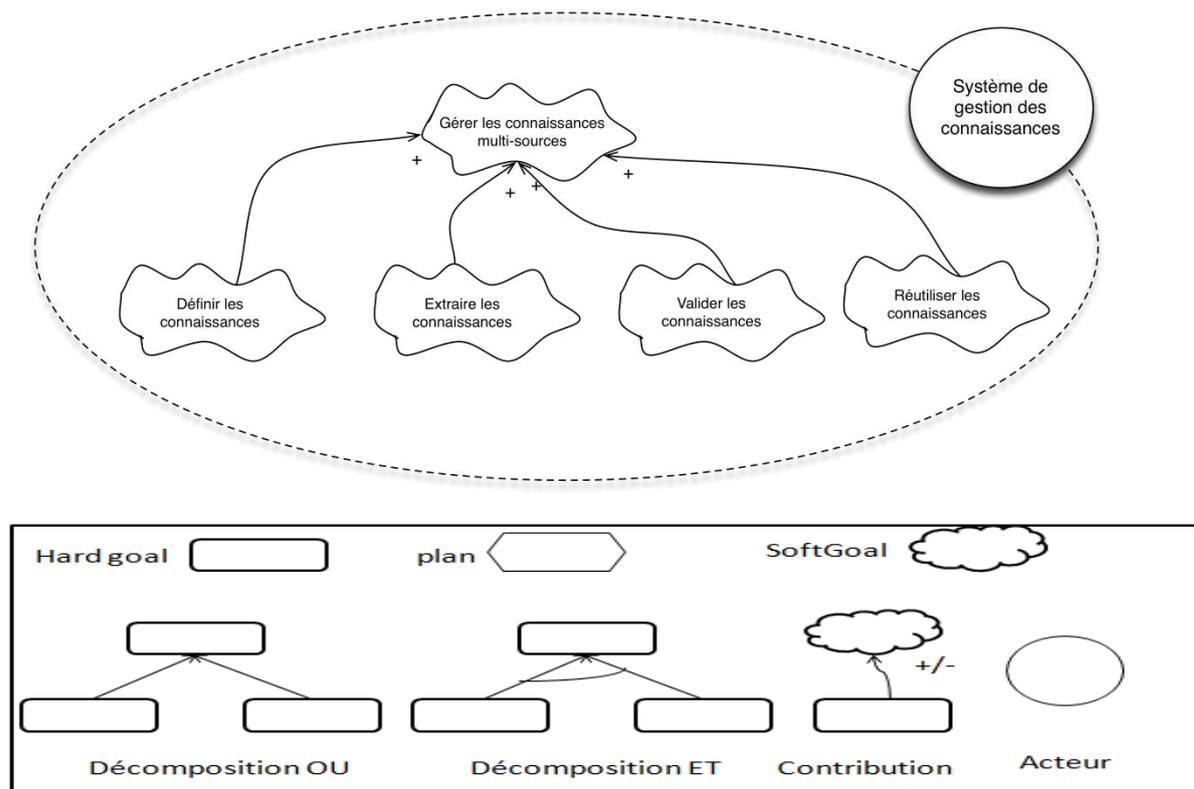 Système de
gestion des
connaissances
Gérer les connaissances
multi-sources
+
+
+
+
Définir les
connaissances
Extraire les
connaissances
Valider les
connaissances
Réutiliser les
connaissances
Hard goal
plan
SoftGoal
+/-
Décomposition OU
Décomposition ET
Contribution
Acteur